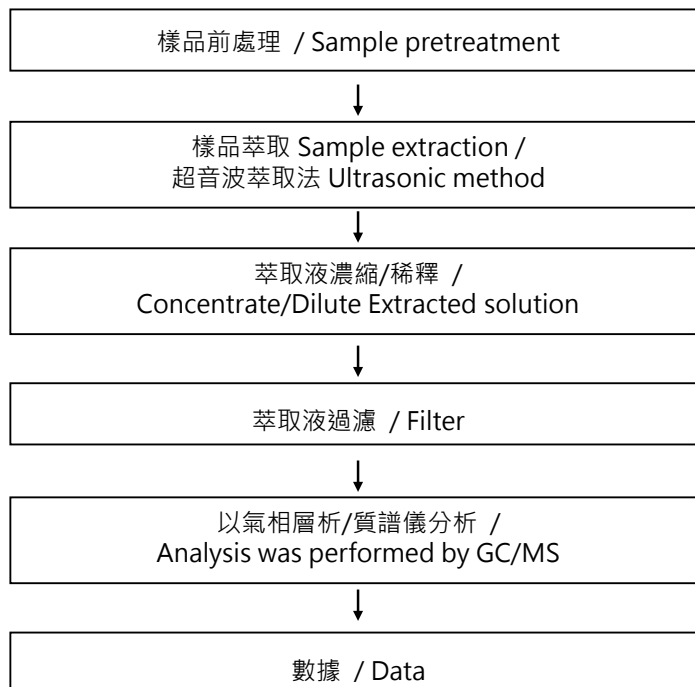 樣品前處理 / Sample pretreatment
樣品萃取 Sample extraction /
超音波萃取法 Ultrasonic method
萃取液濃縮/稀釋 /
Concentrate/Dilute Extracted solution
萃取液過濾 / Filter
以氣相層析/質譜儀分析 /
Analysis was performed by GC/MS
數據 / Data